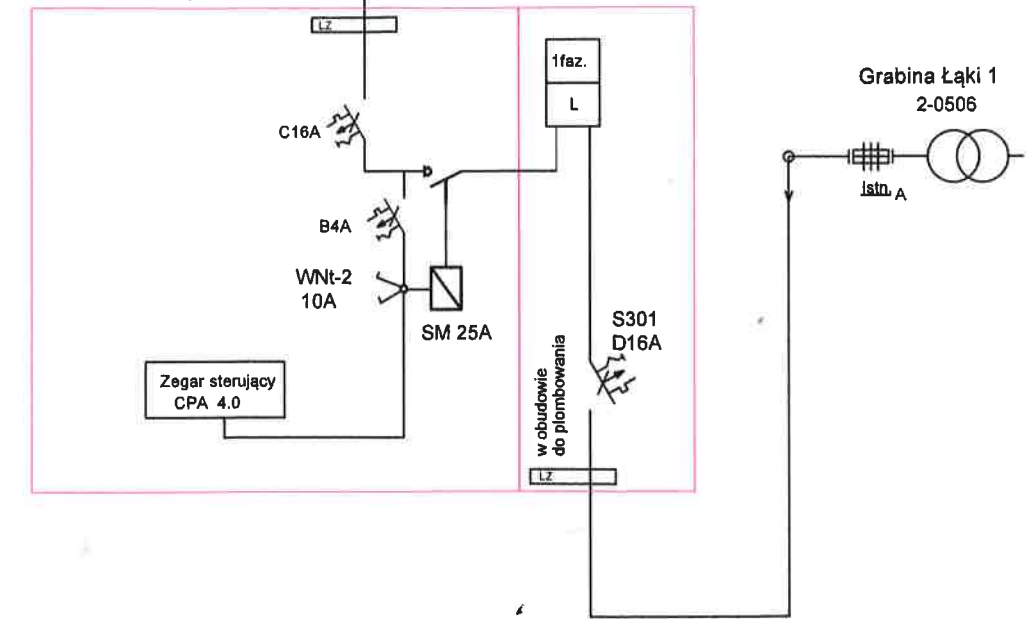 LZ
1faz.
L
Grabina Łąki 1
2-0506
C16A
istn. A
B4A
WNt-2
10A
SM 25A
S301
D16A
w obudowie
do plombowania
Zegar sterujący
CPA 4.0
LZ